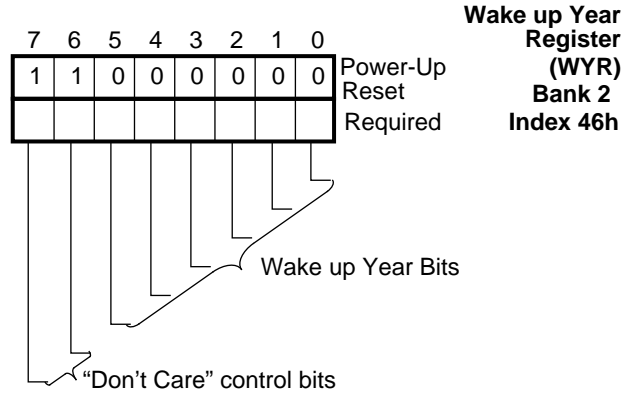 Wake up Year
Register
(WYR)
Bank 2
Index 46h
7 6 5 4 3 2 1 0
1 1 0 0 0 0 0 0
Power-Up
Reset
Required
Wake up Year Bits
“Don’t Care” control bits